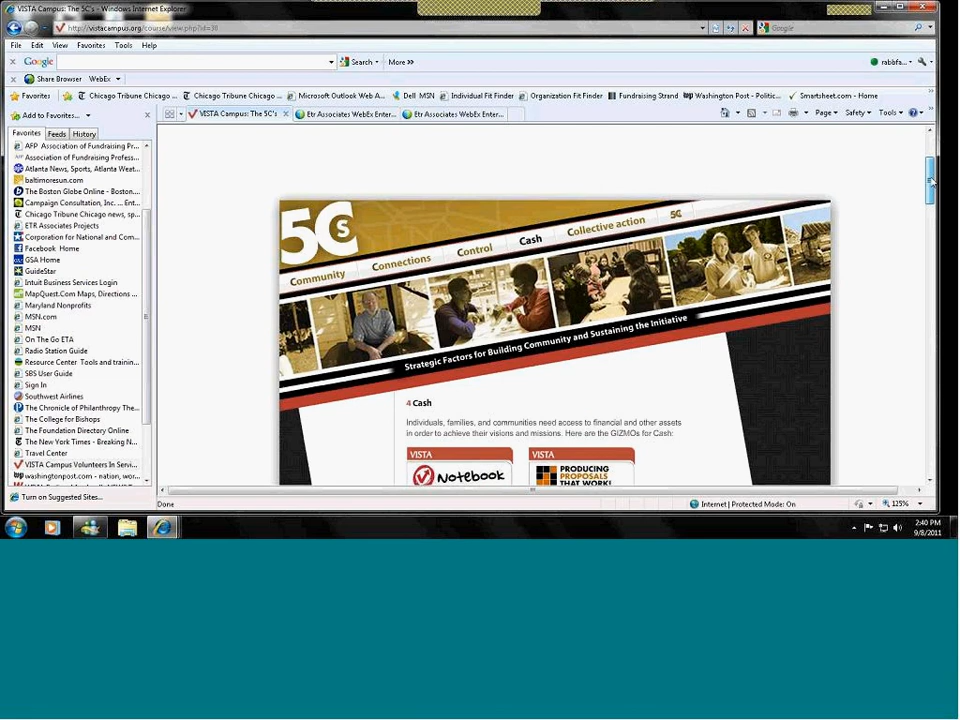 VISTA Campus: The 5C's - Windows Internet Explorer
http://vistacampus.org/course/view.php?id=38
Google
File Edit View Favorites Tools Help
Google Search More >> rabbfa...
Share Browser WebEx
Favorites Chicago Tribune Chicago ... Chicago Tribune Chicago ... Microsoft Outlook Web A... Dell MSN Individual Fit Finder Organization Fit Finder Fundraising Strand Washington Post - Politic... Smartsheet.com - Home
Add to Favorites...
VISTA Campus: The 5C's Etr Associates WebEx Enter... Etr Associates WebEx Enter...
Page Safety Tools
Favorites Feeds History
AFP Association of Fundraising Pr...
Association of Fundraising Profess...
Atlanta News, Sports, Atlanta Weat...
baltimoresun.com
The Boston Globe Online - Boston....
Campaign Consultation, Inc. ... Ent...
Chicago Tribune Chicago news, sp...
ETR Associates Projects
Corporation for National and Com...
Facebook Home
GSA Home
GuideStar
Intuit Business Services Login
MapQuest.Com Maps, Directions ...
Maryland Nonprofits
MSN.com
MSN
On The Go ETA
Radio Station Guide
Resource Center Tools and trainin...
SBS User Guide
Sign In
Southwest Airlines
The Chronicle of Philanthropy The...
The College for Bishops
The Foundation Directory Online
The New York Times - Breaking N...
Travel Center
VISTA Campus Volunteers In Servi...
washingtonpost.com - nation, wor...
Turn on Suggested Sites...
5Cs
Community Connections Control Cash Collective action 5C
Strategic Factors for Building Community and Sustaining the Initiative
4 Cash
Individuals, families, and communities need access to financial and other assets
in order to achieve their visions and missions. Here are the GIZMOs for Cash:
VISTA VISTA
NOTEBOOK
PRODUCING
PROPOSALS
THAT WORK!
Done Internet | Protected Mode: On 125%
2:40 PM
9/8/2011